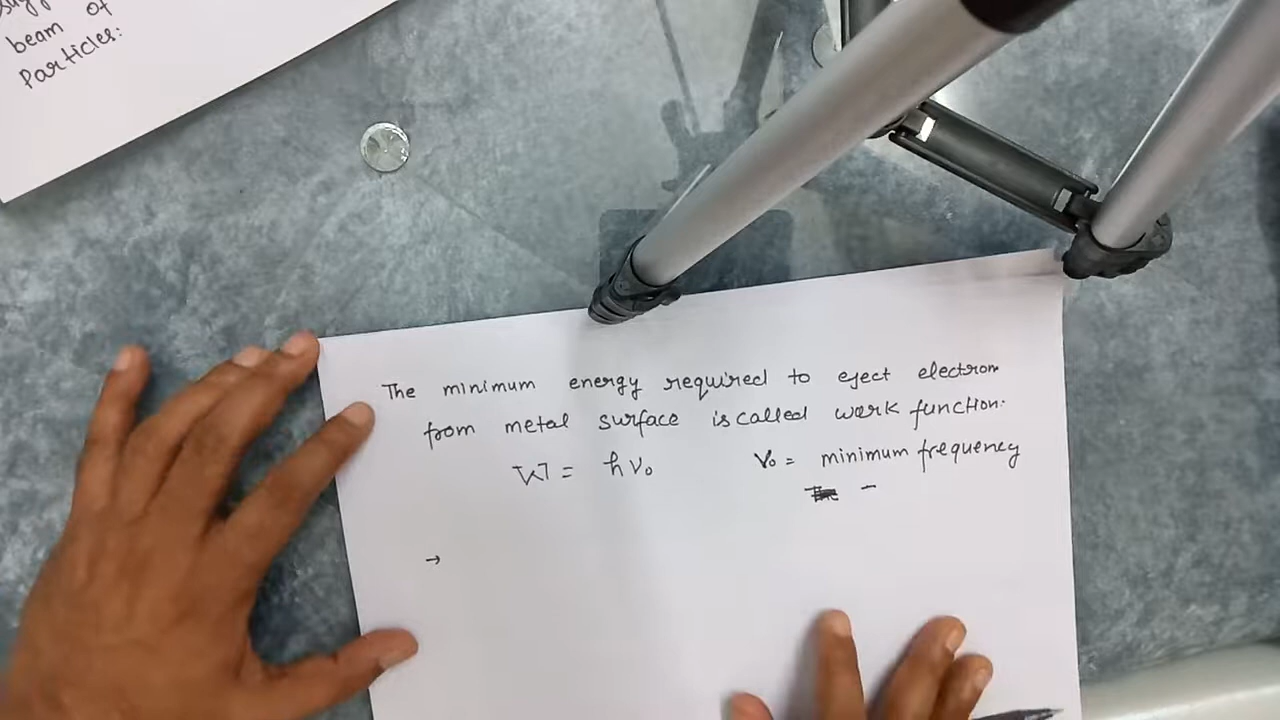 beam of
Particles:
The minimum energy required to eject electron
from metal surface is called work function.
W = hν₀ ν₀ = minimum frequency
→